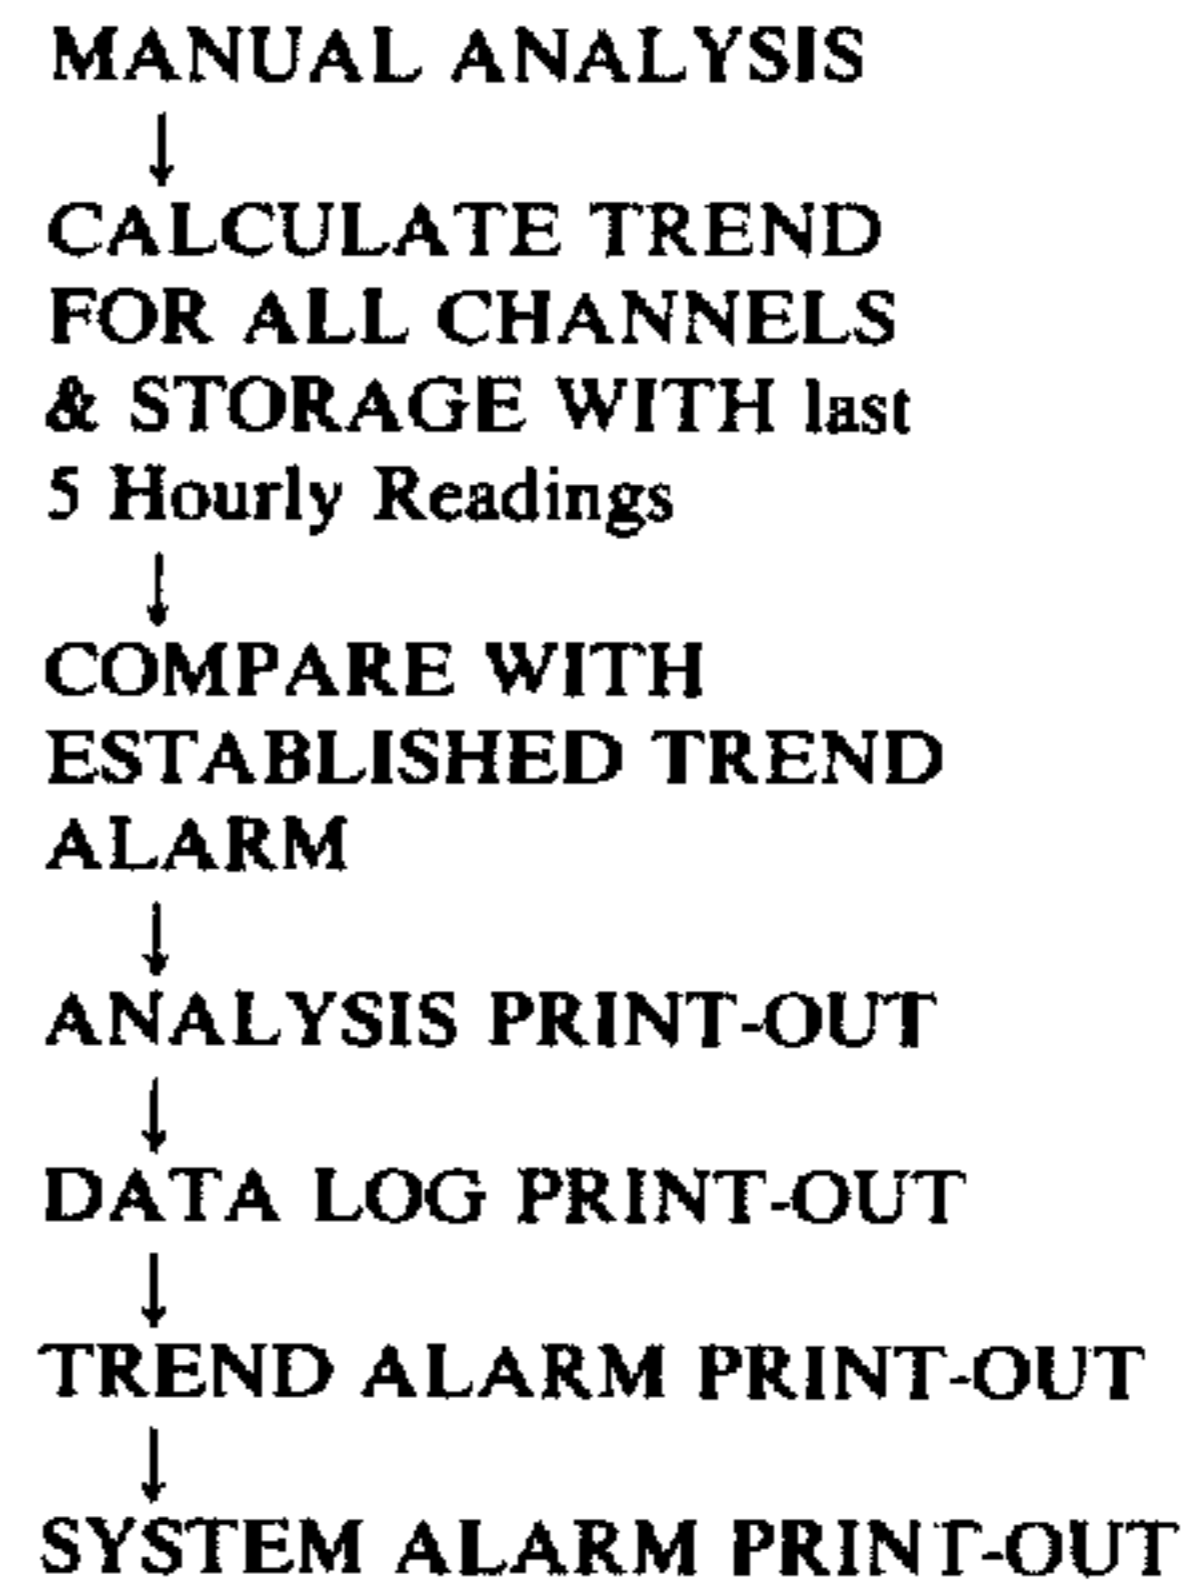 MANUAL ANALYSIS
↓
CALCULATE TREND
FOR ALL CHANNELS
& STORAGE WITH last
5 Hourly Readings
↓
COMPARE WITH
ESTABLISHED TREND
ALARM
↓
ANALYSIS PRINT-OUT
↓
DATA LOG PRINT-OUT
↓
TREND ALARM PRINT-OUT
↓
SYSTEM ALARM PRINT-OUT